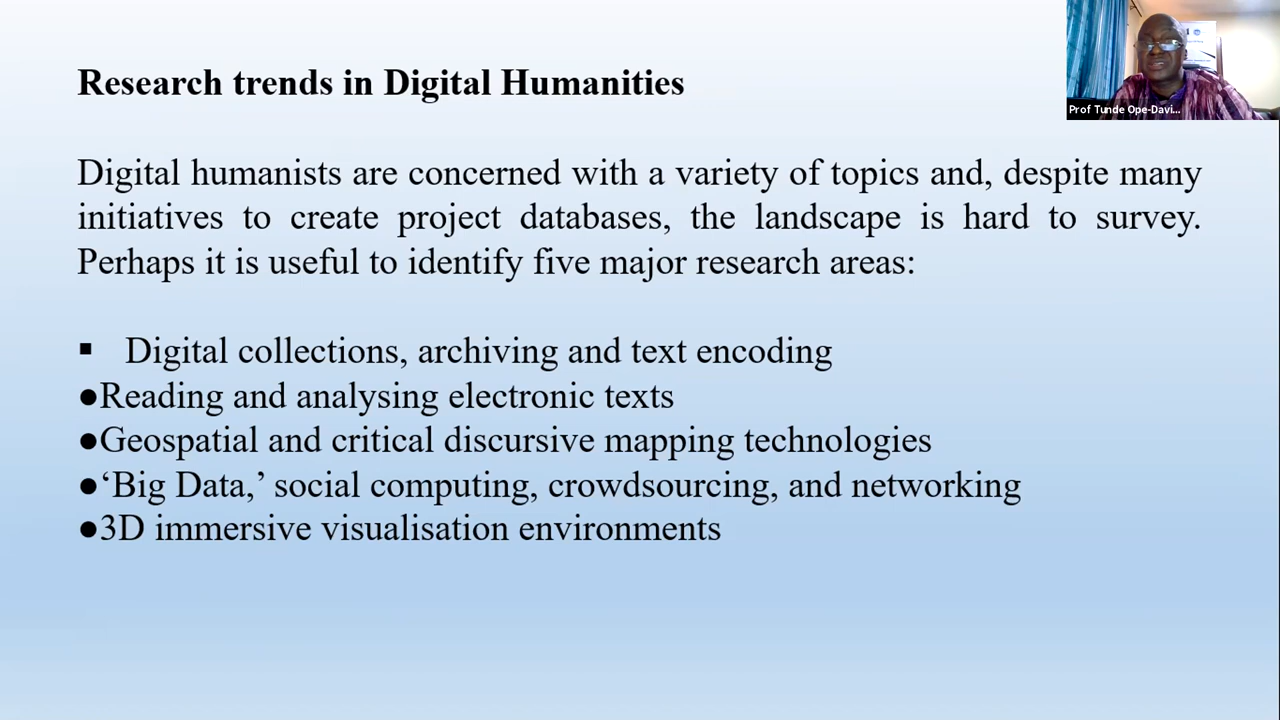 Research trends in Digital Humanities
Prof Tunde Ope-Davi...
Digital humanists are concerned with a variety of topics and, despite many
initiatives to create project databases, the landscape is hard to survey.
Perhaps it is useful to identify five major research areas:
▪ Digital collections, archiving and text encoding
●Reading and analysing electronic texts
●Geospatial and critical discursive mapping technologies
●‘Big Data,’ social computing, crowdsourcing, and networking
●3D immersive visualisation environments